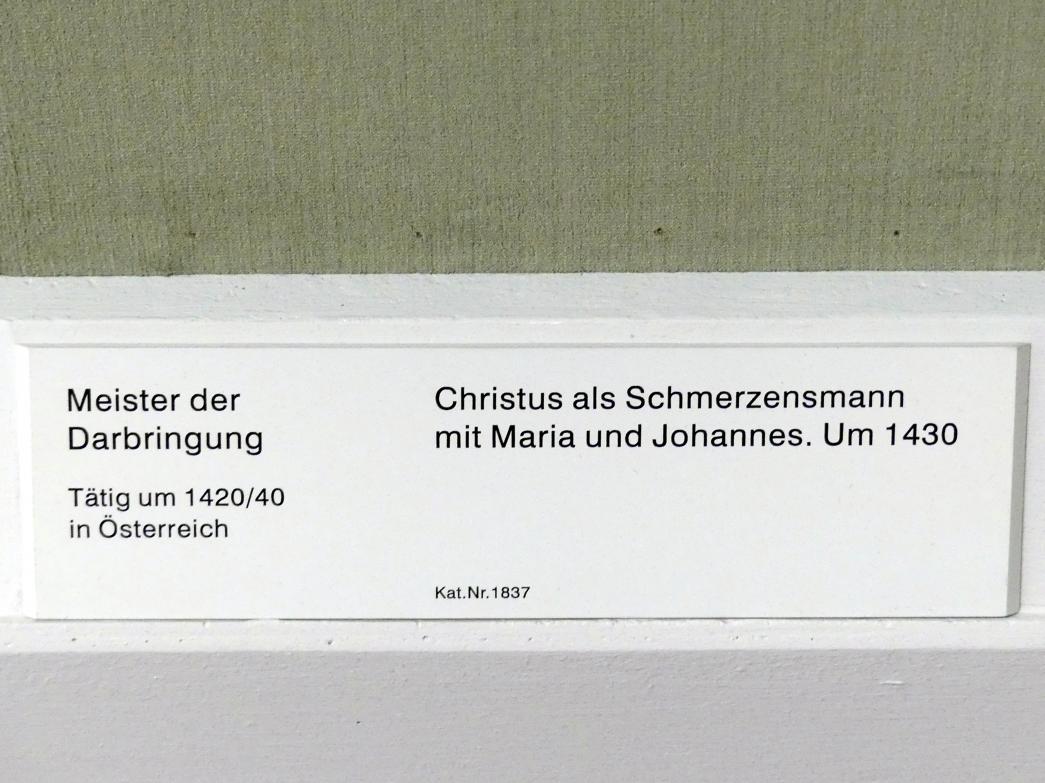 Meister der
Darbringung
Tätig um 1420/40
in Österreich
Christus als Schmerzensmann
mit Maria und Johannes. Um 1430
Kat.Nr.1837